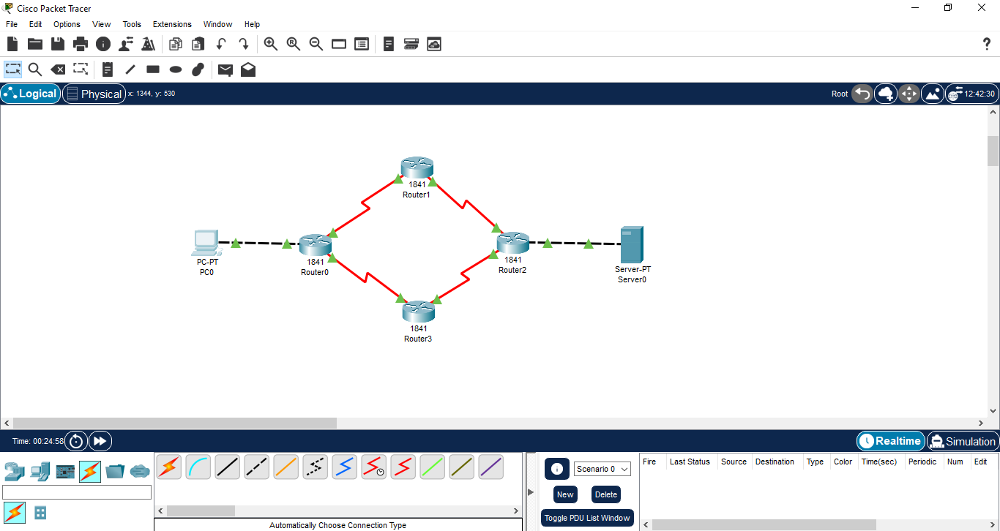 Cisco Packet Tracer
File Edit Options View Tools Extensions Window Help
?
Logical Physical x: 1344, y: 530 Root 12:42:30
1841
Router1
PC-PT
PC0
1841
Router0
1841
Router2
Server-PT
Server0
1841
Router3
Time: 00:24:58 Realtime Simulation
Scenario 0
New Delete
Toggle PDU List Window
Fire Last Status Source Destination Type Color Time(sec) Periodic Num Edit
Automatically Choose Connection Type